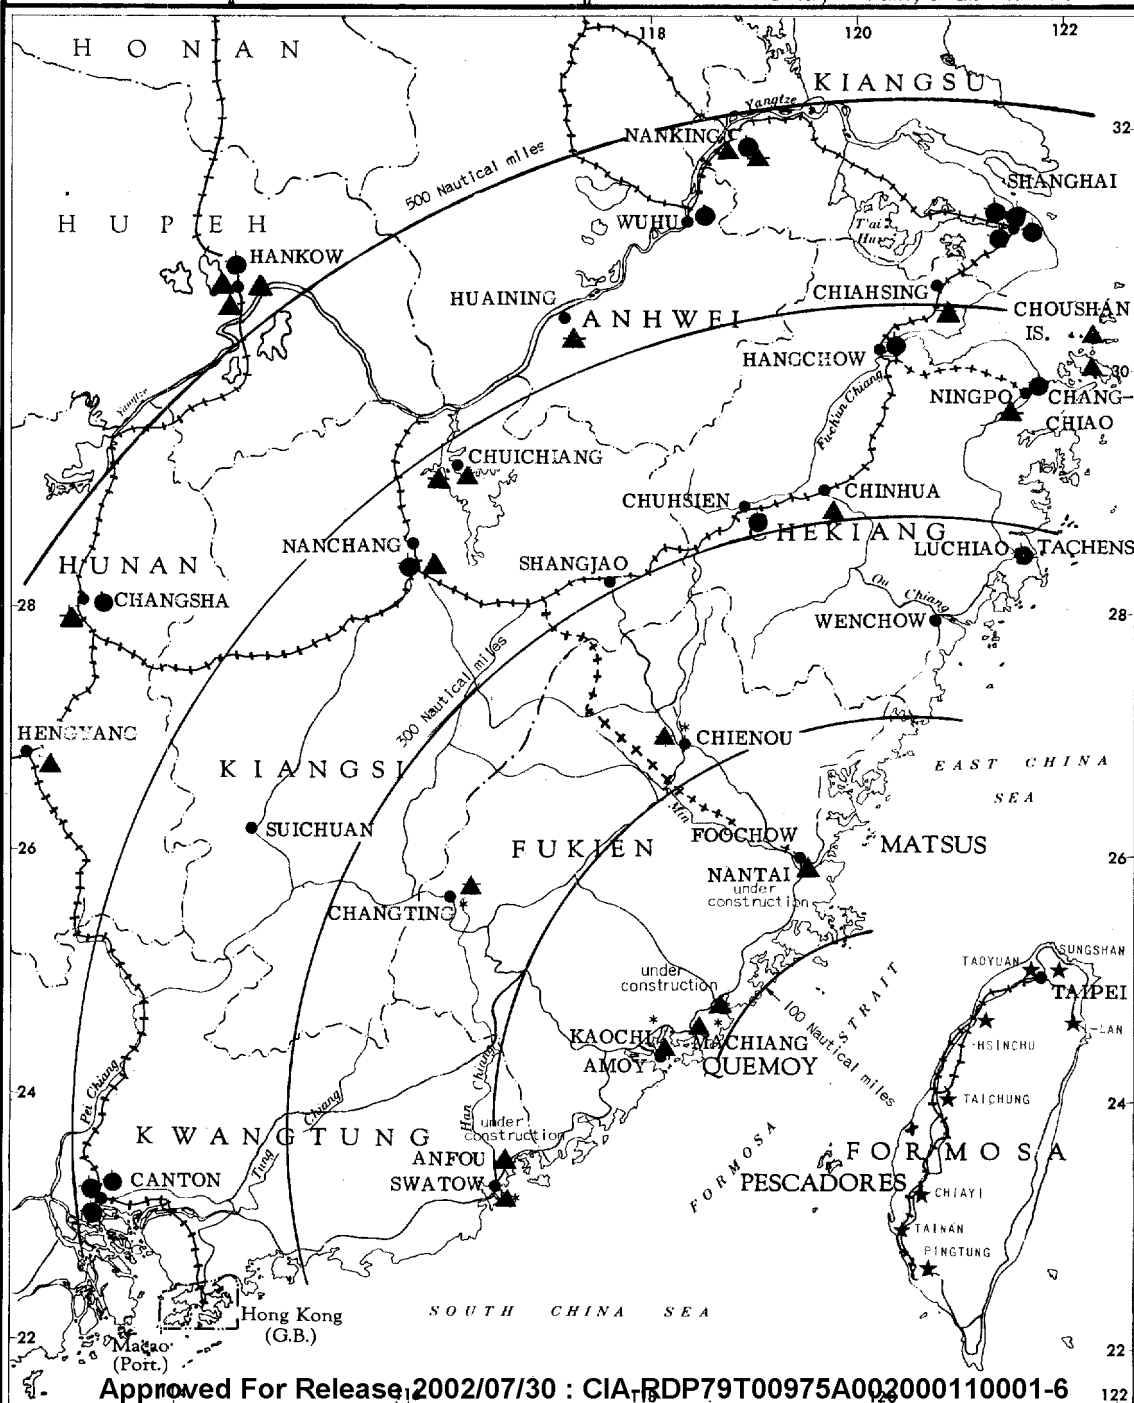 118
120
122
HONAN
KIANGSU
Yangtze
32
NANKING
500 Nautical miles
SHANGHAI
HUPEH
WUHU
T'ai
Hu
HANKOW
HUAINING
CHIAHSING
ANHWEI
CHOUSHAN
IS.
HANGCHOW
30
Yangtze
NINGPO
CHANG-
CHIAO
Fuch'un Chiang
CHUICHIANG
CHUHSIEN
CHINHUA
CHEKIANG
NANCHANG
LUCHIAO
TACHENS
SHANGJAO
HUNAN
CHANGSHA
Ou
Chiang
28
28
WENCHOW
300 Nautical miles
HENGYANG
CHIENOU
EAST CHINA
SEA
KIANGSI
Min
SUICHUAN
FOOCHOW
FUKIEN
MATSUS
26
26
NANTAI
under
construction
CHANGTING
SUNGSHAN
TAOYUAN
under
construction
TAIPEI
100 Nautical miles
STRAIT
-LAN
KAOCHI
MACHIANG
HSINCHU
AMOY
QUEMOY
Pei Chiang
Han Chiang
24
24
TAICHUNG
Chiang
under
construction
KWANGTUNG
Tung
FORMOSA
FORMOSA
ANFOU
CANTON
SWATOW
PESCADORES
CHIAYI
TAINAN
PINGTUNG
Hong Kong
(G.B.)
SOUTH CHINA SEA
22
22
Macao
(Port.)
Approved For Release 2002/07/30 : CIA-RDP79T00975A002000110001-6
122